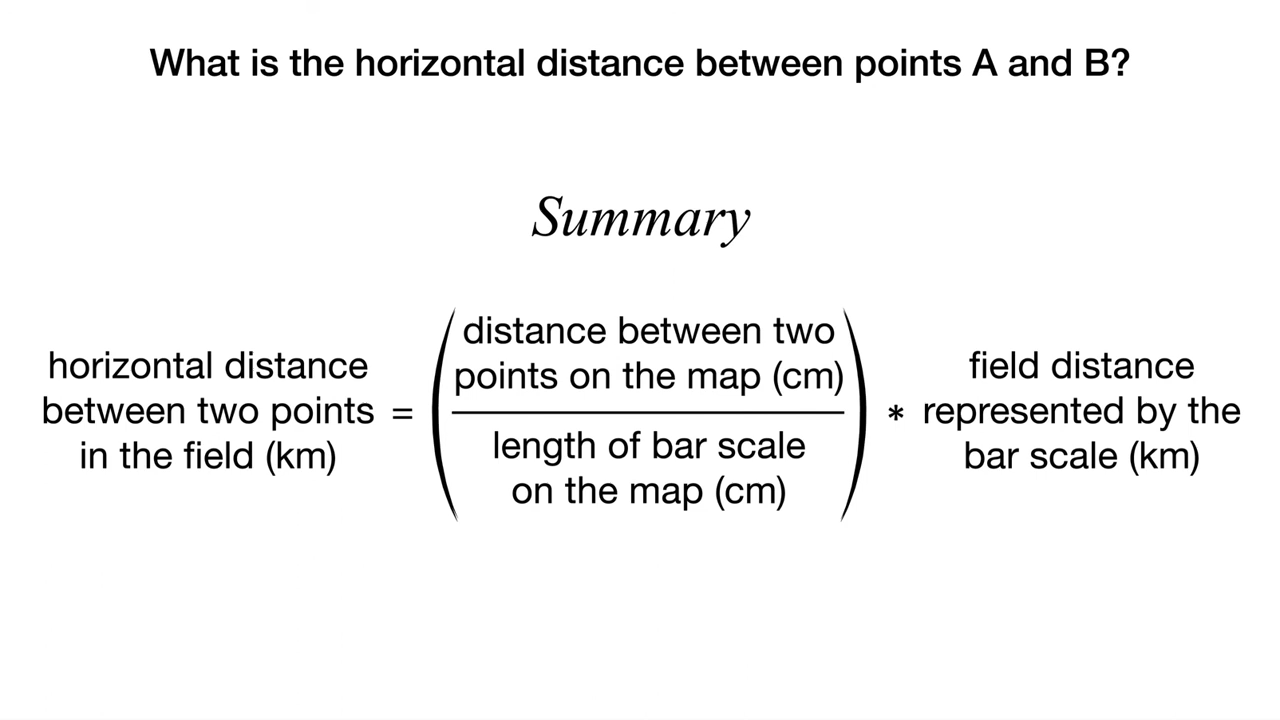 What is the horizontal distance between points A and B?
Summary
horizontal distance
between two points
in the field (km)
=
distance between two
points on the map (cm)
length of bar scale
on the map (cm)
*
field distance
represented by the
bar scale (km)